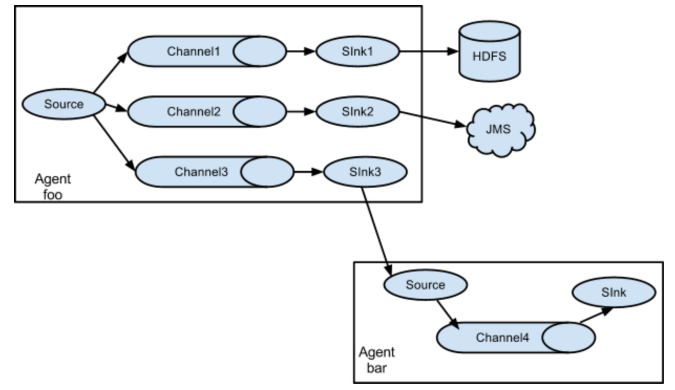 Channel1
SInk1
HDFS
Source
Channel2
SInk2
JMS
Channel3
SInk3
Agent
foo
Source
SInk
Channel4
Agent
bar